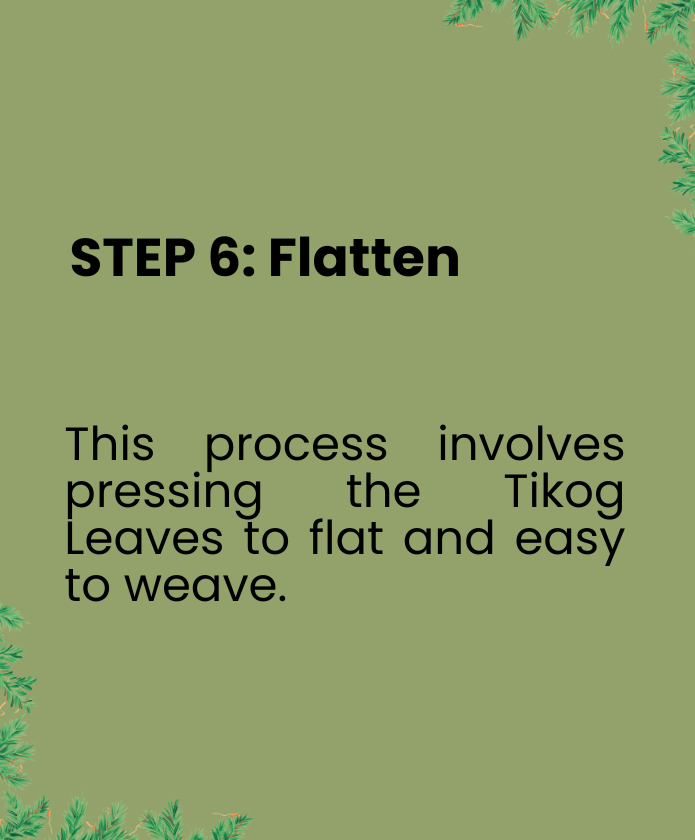 STEP 6: Flatten
This process involves
pressing the Tikog
Leaves to flat and easy
to weave.